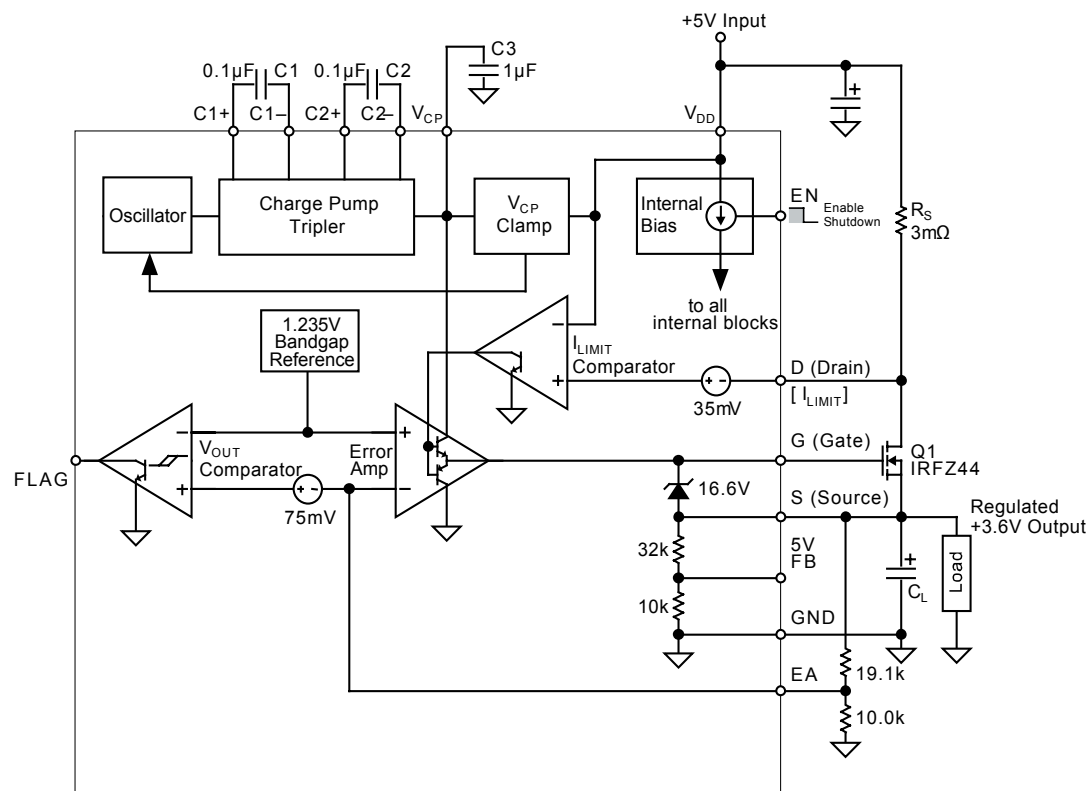 +5V Input
C3
1µF
0.1µF C1
0.1µF C2
C1+ C1– C2+ C2– VCP
VDD
Oscillator
Charge Pump
Tripler
VCP
Clamp
Internal
Bias
EN
Enable
Shutdown
RS
3mΩ
to all
internal blocks
1.235V
Bandgap
Reference
–
ILIMIT
Comparator
+
+ –
35mV
D (Drain)
[ ILIMIT]
–
VOUT
Comparator
+
FLAG
+ –
75mV
Error
Amp
+
–
G (Gate)
Q1
IRFZ44
16.6V
S (Source)
Regulated
+3.6V Output
32k
5V
FB
10k
GND
+
CL
Load
EA
19.1k
10.0k
+